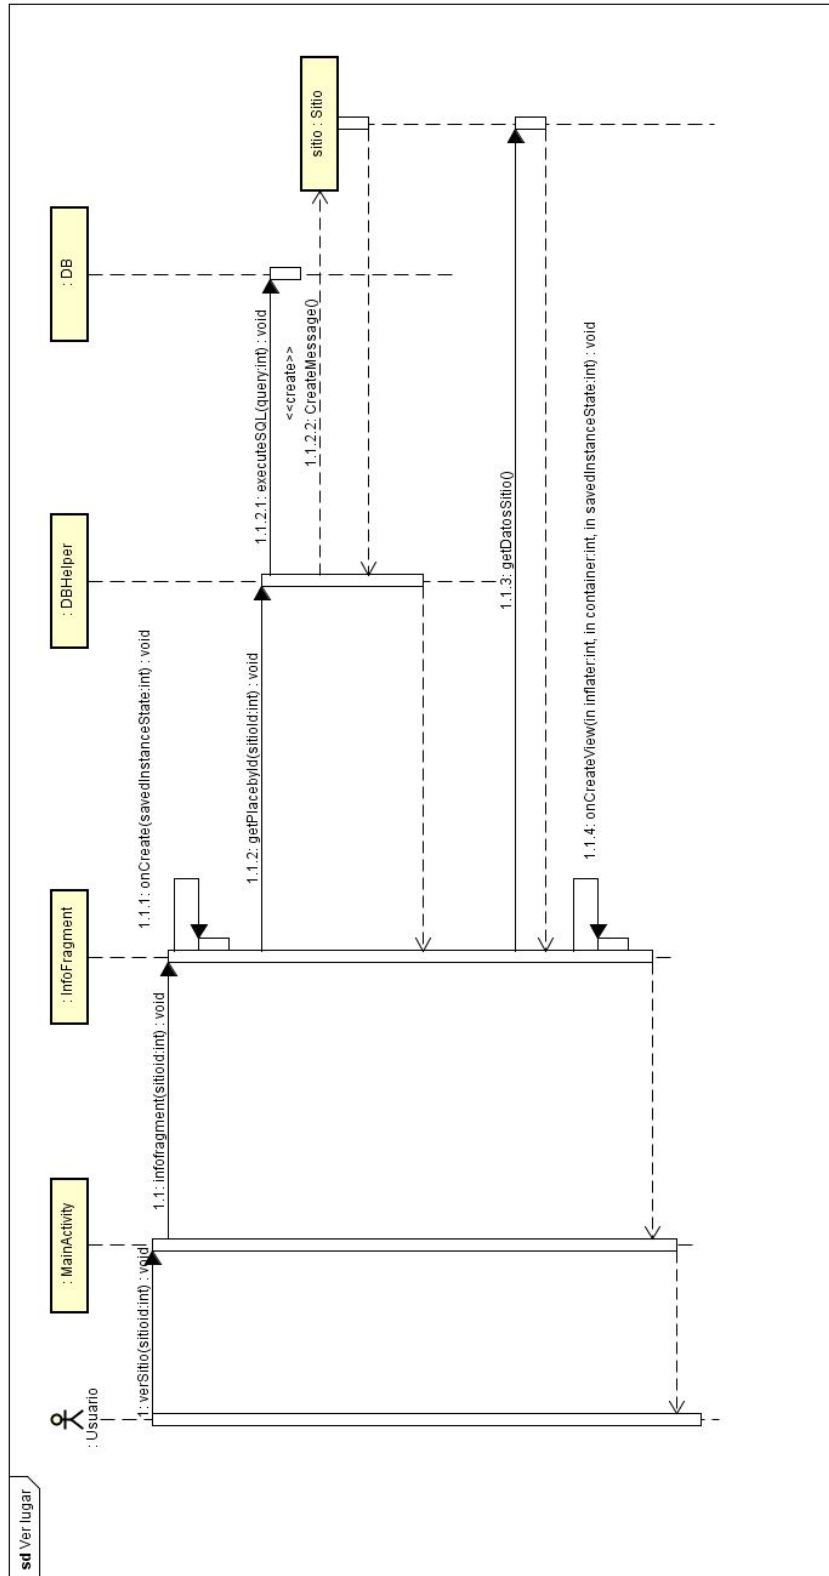 sd Ver lugar
: Usuario
: MainActivity
: InfoFragment
: DBHelper
: DB
sitio : Sitio
1: verSitio(sitioid:int) : void
1.1: infofragment(sitioid:int) : void
1.1.1: onCreate(savedInstanceState:int) : void
1.1.2: getPlacebyId(sitioId:int) : void
1.1.2.1: executeSQL(query:int) : void
<<create>>
1.1.2.2: CreateMessage()
1.1.3: getDatosSitio()
1.1.4: onCreateView(in inflater:int, in container:int, in savedInstanceState:int) : void